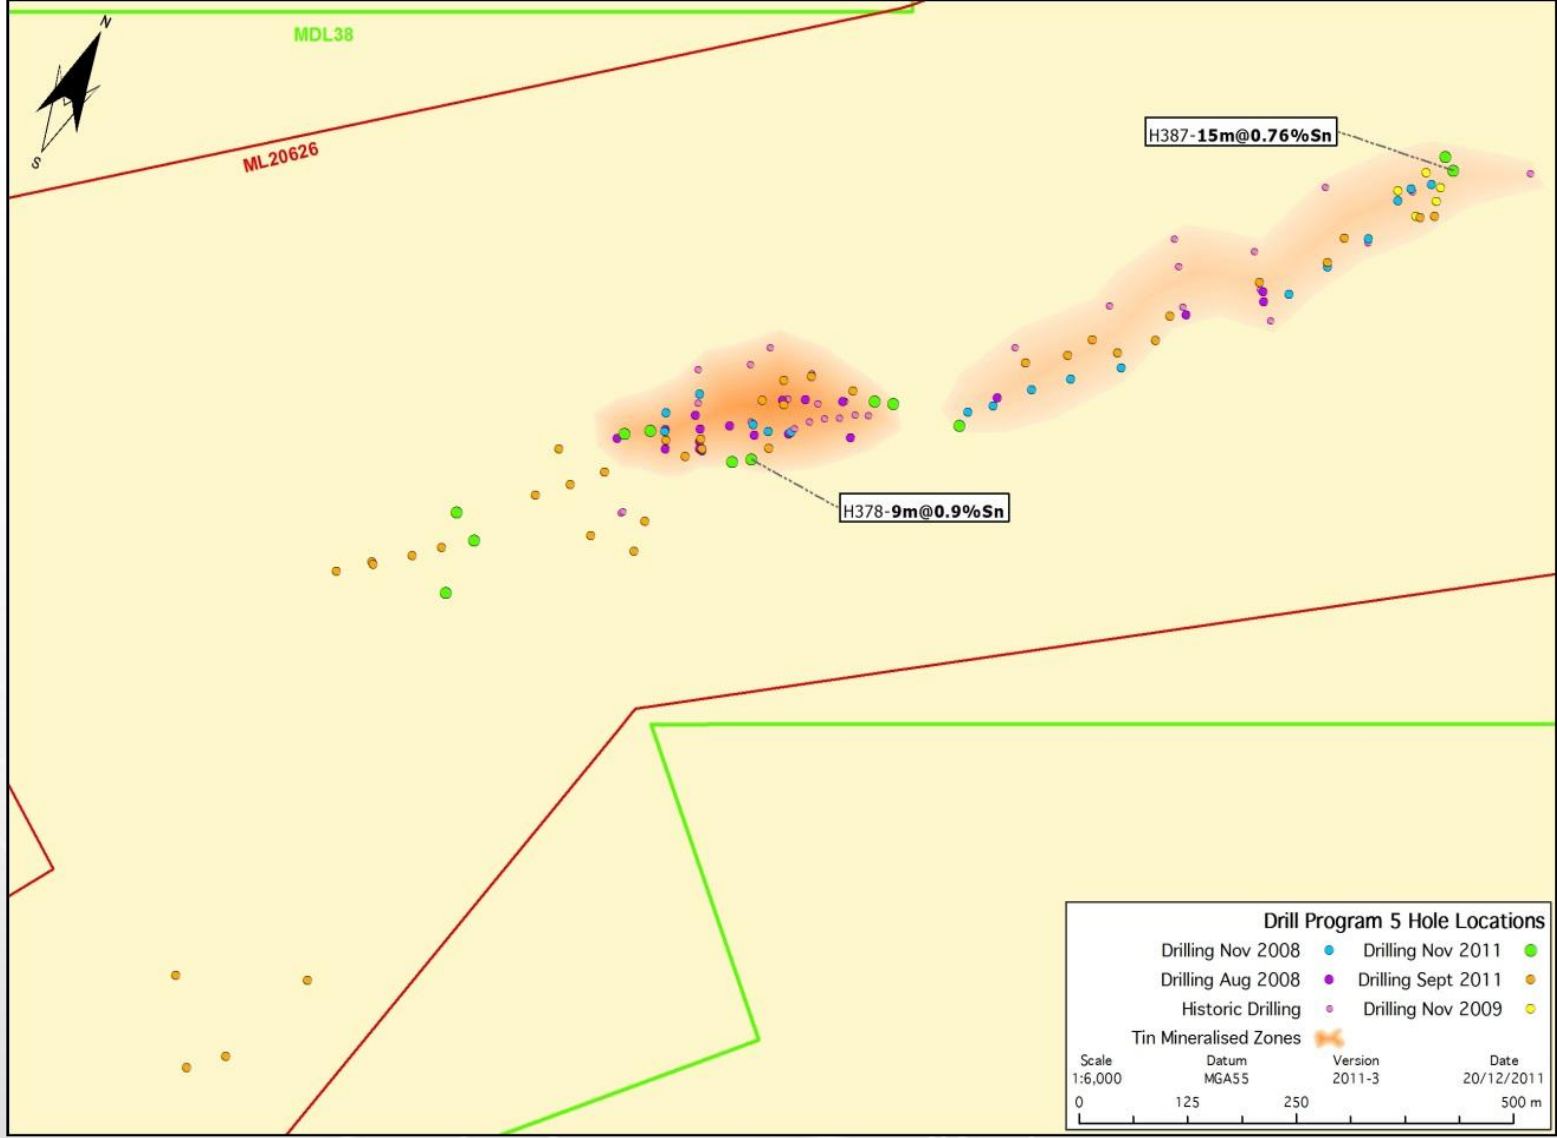 N
MDL38
S
ML20626
H387-15m@0.76%Sn
H378-9m@0.9%Sn
Drill Program 5 Hole Locations
Drilling Nov 2008 Drilling Nov 2011
Drilling Aug 2008 Drilling Sept 2011
Historic Drilling Drilling Nov 2009
Tin Mineralised Zones
Scale Datum Version Date
1:6,000 MGA55 2011-3 20/12/2011
0 125 250 500 m